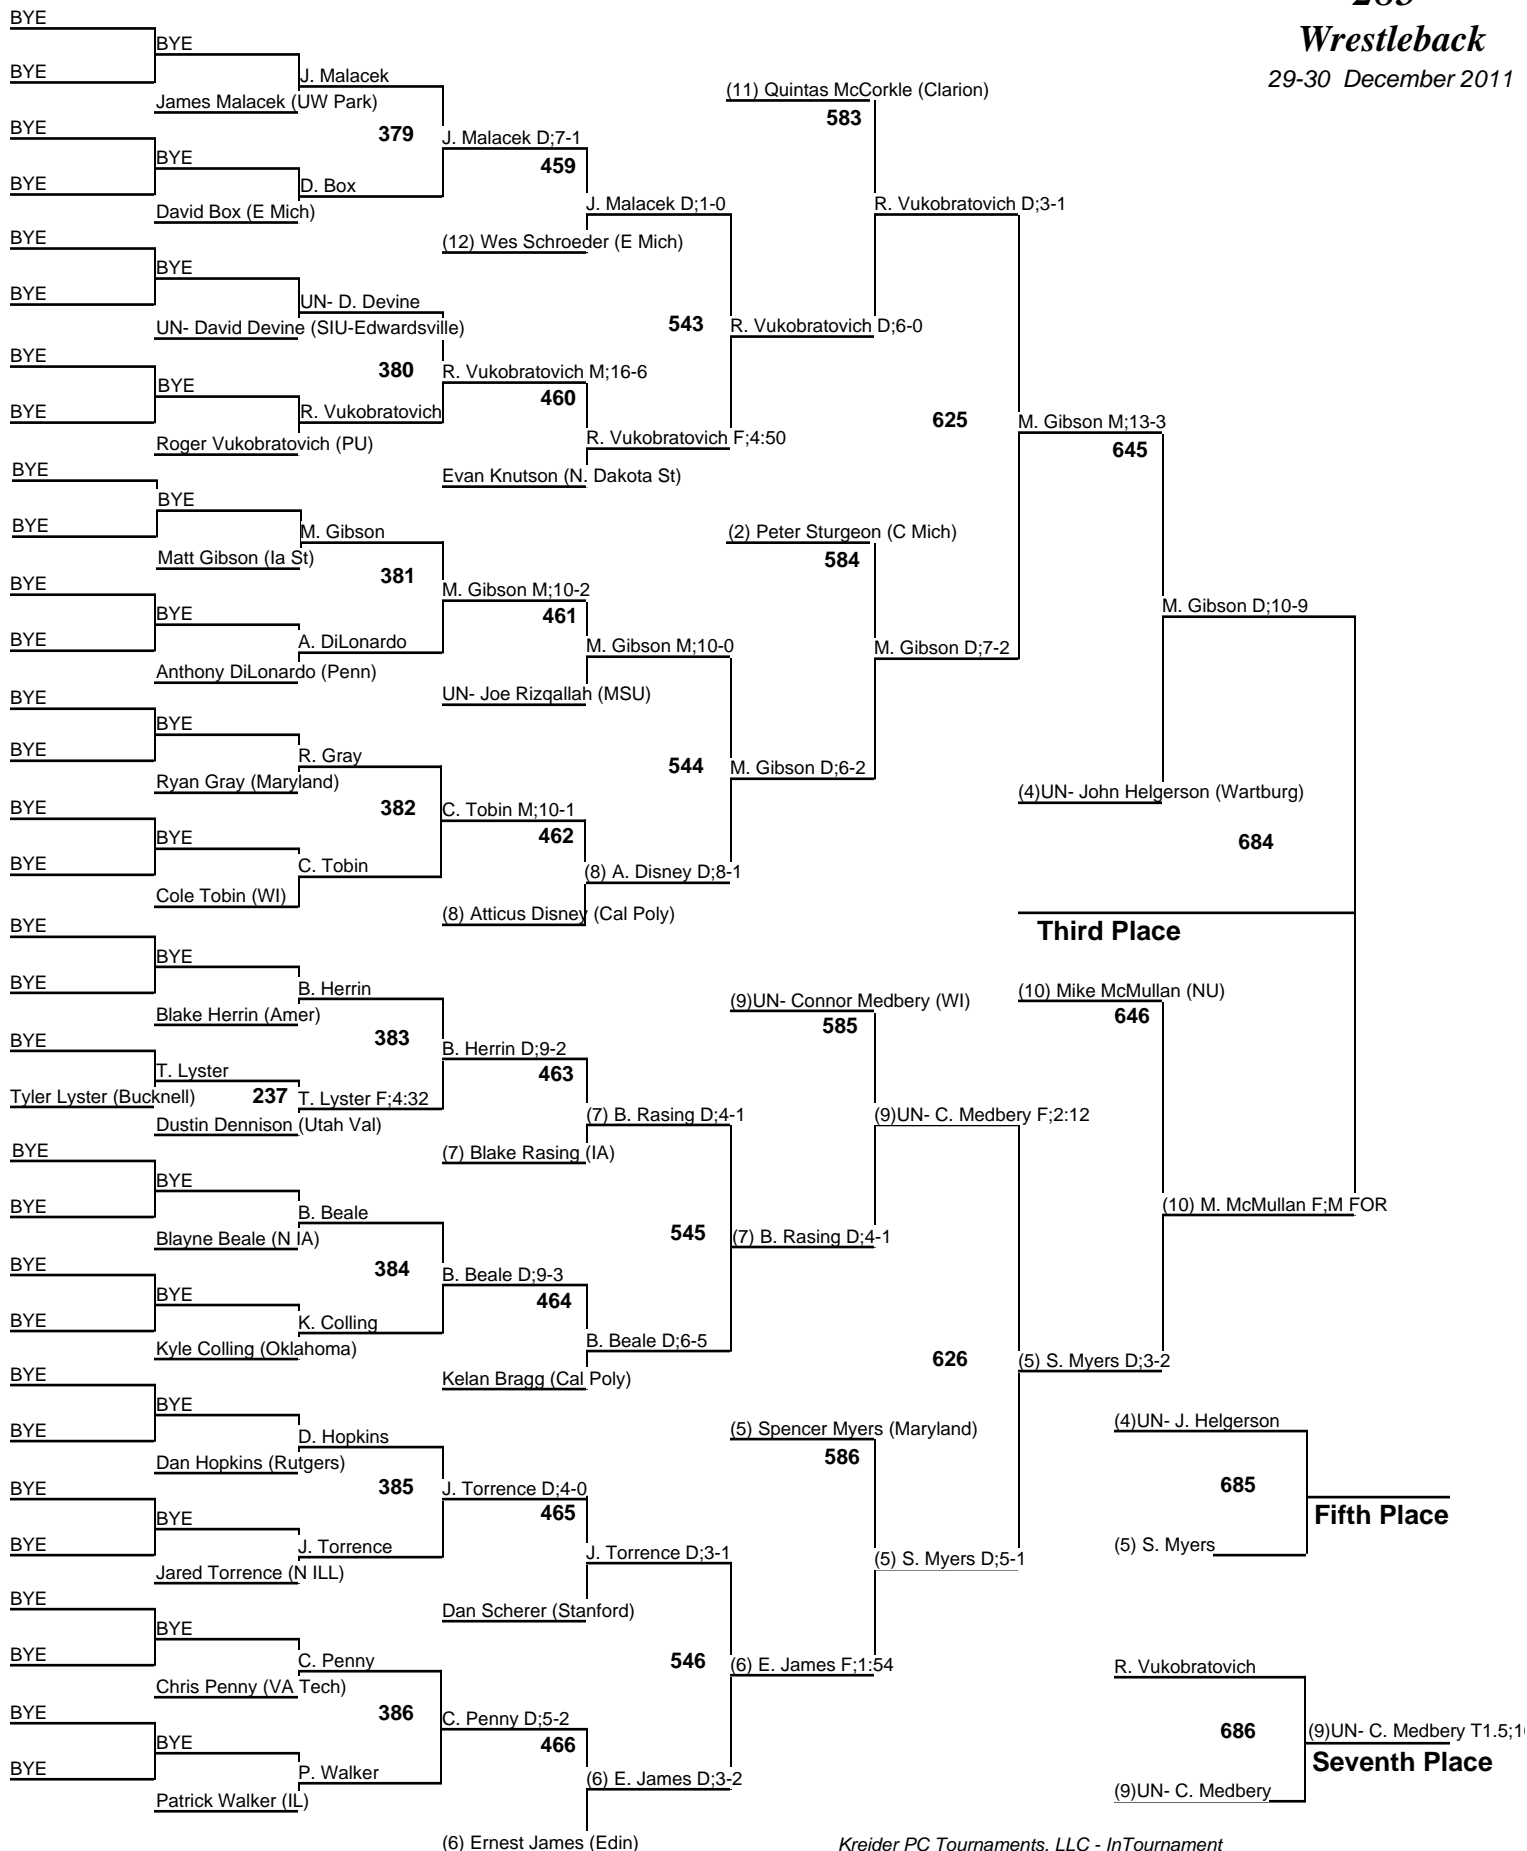 Wrestleback
29-30 December 2011
BYE
BYE
BYE
J. Malacek
James Malacek (UW Park)
379
BYE
BYE
BYE
D. Box
David Box (E Mich)
J. Malacek D;7-1
459
J. Malacek D;1-0
(12) Wes Schroeder (E Mich)
BYE
BYE
BYE
UN- D. Devine
UN- David Devine (SIU-Edwardsville)
380
BYE
BYE
BYE
R. Vukobratovich
Roger Vukobratovich (PU)
R. Vukobratovich M;16-6
460
R. Vukobratovich F;4:50
Evan Knutson (N. Dakota St)
543
R. Vukobratovich D;6-0
(11) Quintas McCorkle (Clarion)
583
R. Vukobratovich D;3-1
625
BYE
BYE
BYE
M. Gibson
Matt Gibson (Ia St)
381
BYE
BYE
BYE
A. DiLonardo
Anthony DiLonardo (Penn)
M. Gibson M;10-2
461
M. Gibson M;10-0
UN- Joe Rizqallah (MSU)
BYE
BYE
BYE
R. Gray
Ryan Gray (Maryland)
382
BYE
BYE
BYE
C. Tobin
Cole Tobin (WI)
C. Tobin M;10-1
462
(8) A. Disney D;8-1
(8) Atticus Disney (Cal Poly)
544
M. Gibson D;6-2
(2) Peter Sturgeon (C Mich)
584
M. Gibson D;7-2
M. Gibson M;13-3
645
M. Gibson D;10-9
(4)UN- John Helgerson (Wartburg)
684
Third Place
BYE
BYE
BYE
B. Herrin
Blake Herrin (Amer)
383
BYE
T. Lyster
Tyler Lyster (Bucknell)
237
T. Lyster F;4:32
Dustin Dennison (Utah Val)
B. Herrin D;9-2
463
(7) B. Rasing D;4-1
(7) Blake Rasing (IA)
BYE
BYE
BYE
B. Beale
Blayne Beale (N IA)
384
BYE
BYE
BYE
K. Colling
Kyle Colling (Oklahoma)
B. Beale D;9-3
464
B. Beale D;6-5
Kelan Bragg (Cal Poly)
545
(7) B. Rasing D;4-1
(9)UN- Connor Medbery (WI)
585
(9)UN- C. Medbery F;2:12
626
(10) Mike McMullan (NU)
646
(10) M. McMullan F;M FOR
(5) S. Myers D;3-2
BYE
BYE
BYE
D. Hopkins
Dan Hopkins (Rutgers)
385
BYE
BYE
BYE
J. Torrence
Jared Torrence (N ILL)
J. Torrence D;4-0
465
J. Torrence D;3-1
Dan Scherer (Stanford)
BYE
BYE
BYE
C. Penny
Chris Penny (VA Tech)
386
BYE
BYE
BYE
P. Walker
Patrick Walker (IL)
C. Penny D;5-2
466
(6) E. James D;3-2
(6) Ernest James (Edin)
546
(6) E. James F;1:54
(5) Spencer Myers (Maryland)
586
(5) S. Myers D;5-1
(4)UN- J. Helgerson
685
Fifth Place
(5) S. Myers
R. Vukobratovich
686
(9)UN- C. Medbery T1.5;1
Seventh Place
(9)UN- C. Medbery
Kreider PC Tournaments, LLC - InTournament